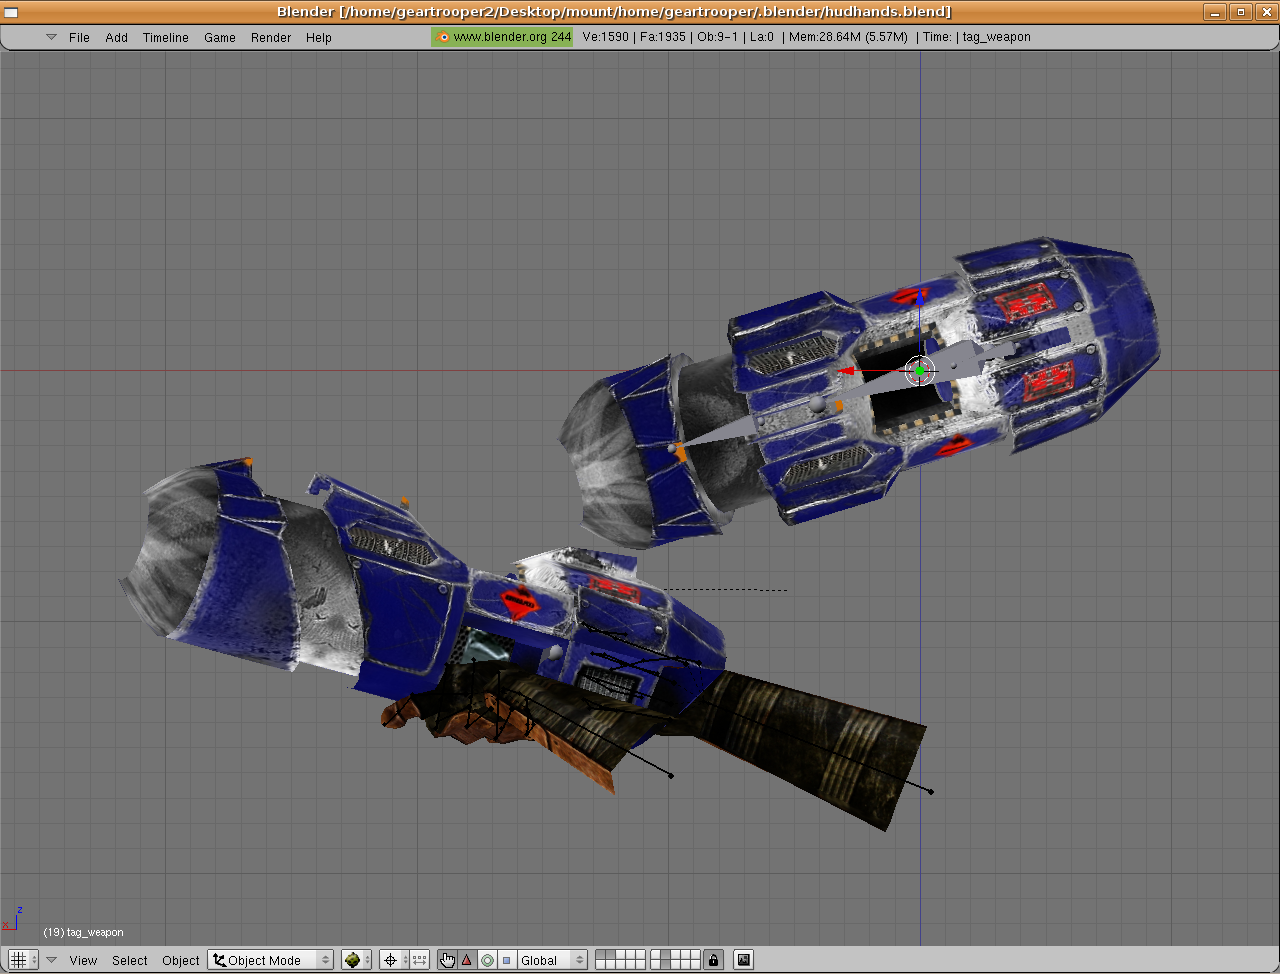 Blender [/home/geartrooper2/Desktop/mount/home/geartrooper/.blender/hudhands.blend]
File Add Timeline Game Render Help www.blender.org 244 Ve:1590 | Fa:1935 | Ob:9-1 | La:0 | Mem:28.64M (5.57M) | Time: | tag_weapon
z
x
(19) tag_weapon
View Select Object Object Mode Global